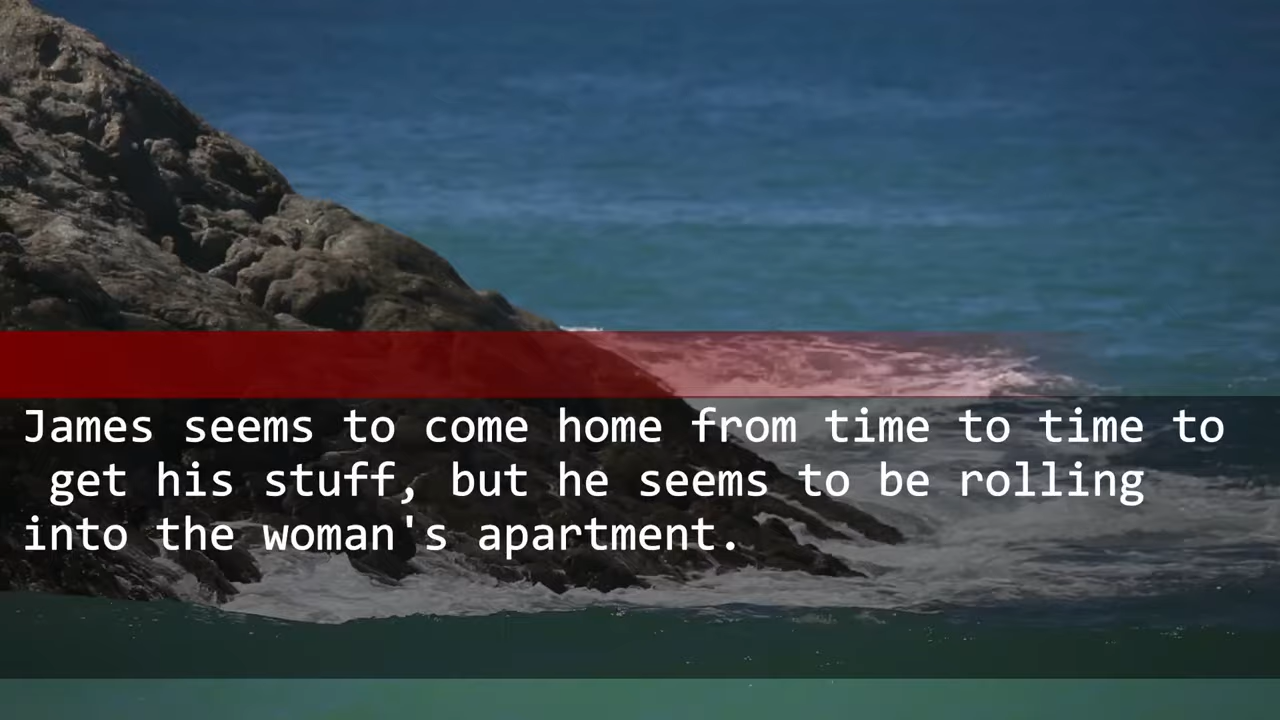 James seems to come home from time to time to
get his stuff, but he seems to be rolling
into the woman's apartment.